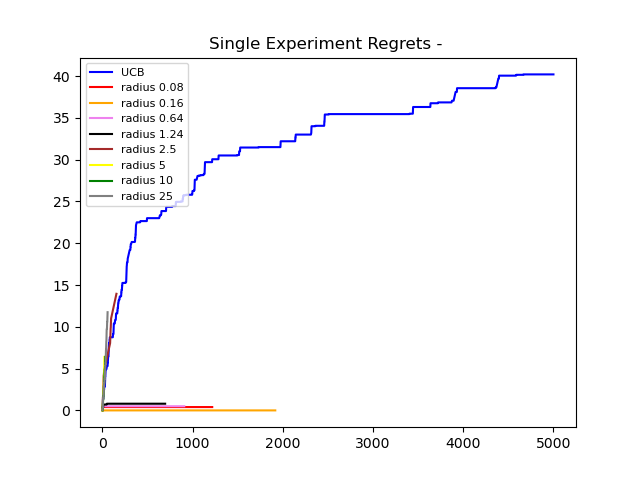 Single Experiment Regrets -
UCB
radius 0.08
radius 0.16
radius 0.64
radius 1.24
radius 2.5
radius 5
radius 10
radius 25
40
35
30
25
20
15
10
5
0
0 1000 2000 3000 4000 5000